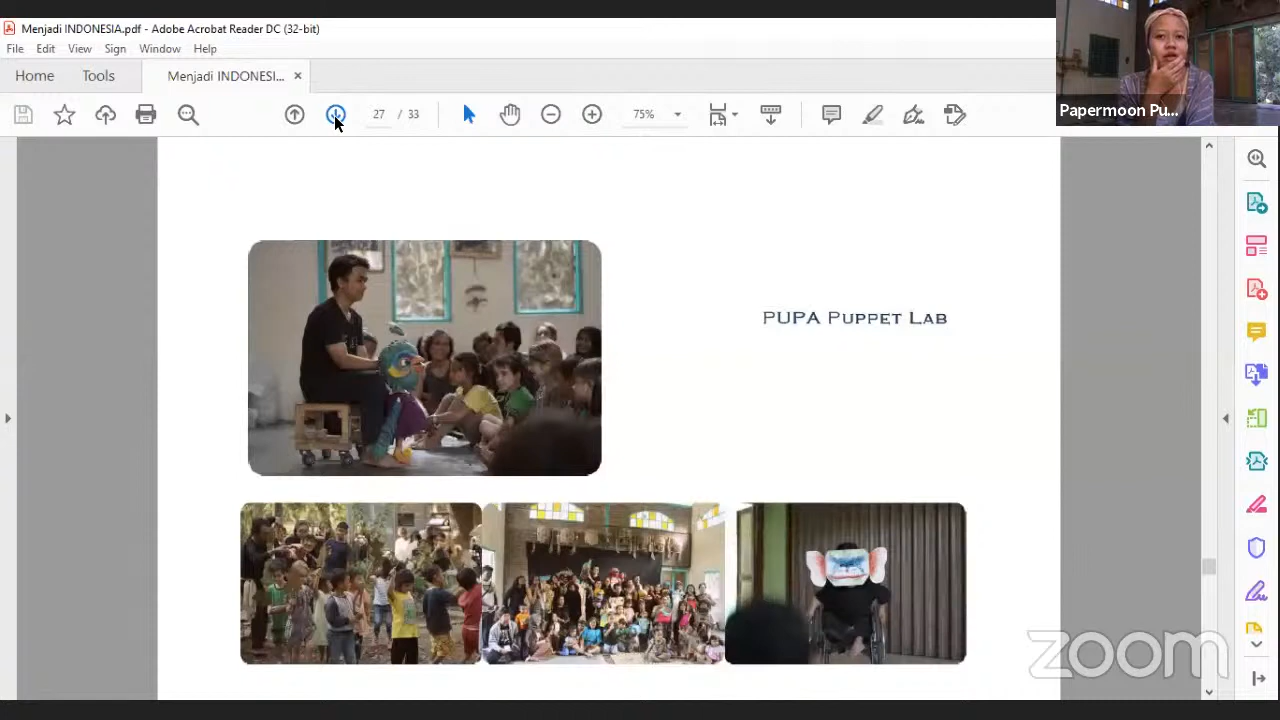 Menjadi INDONESIA.pdf - Adobe Acrobat Reader DC (32-bit)
File Edit View Sign Window Help
Home Tools Menjadi INDONESI... ×
27 / 33 75%
Papermoon Pu...
PUPA Puppet Lab
zoom